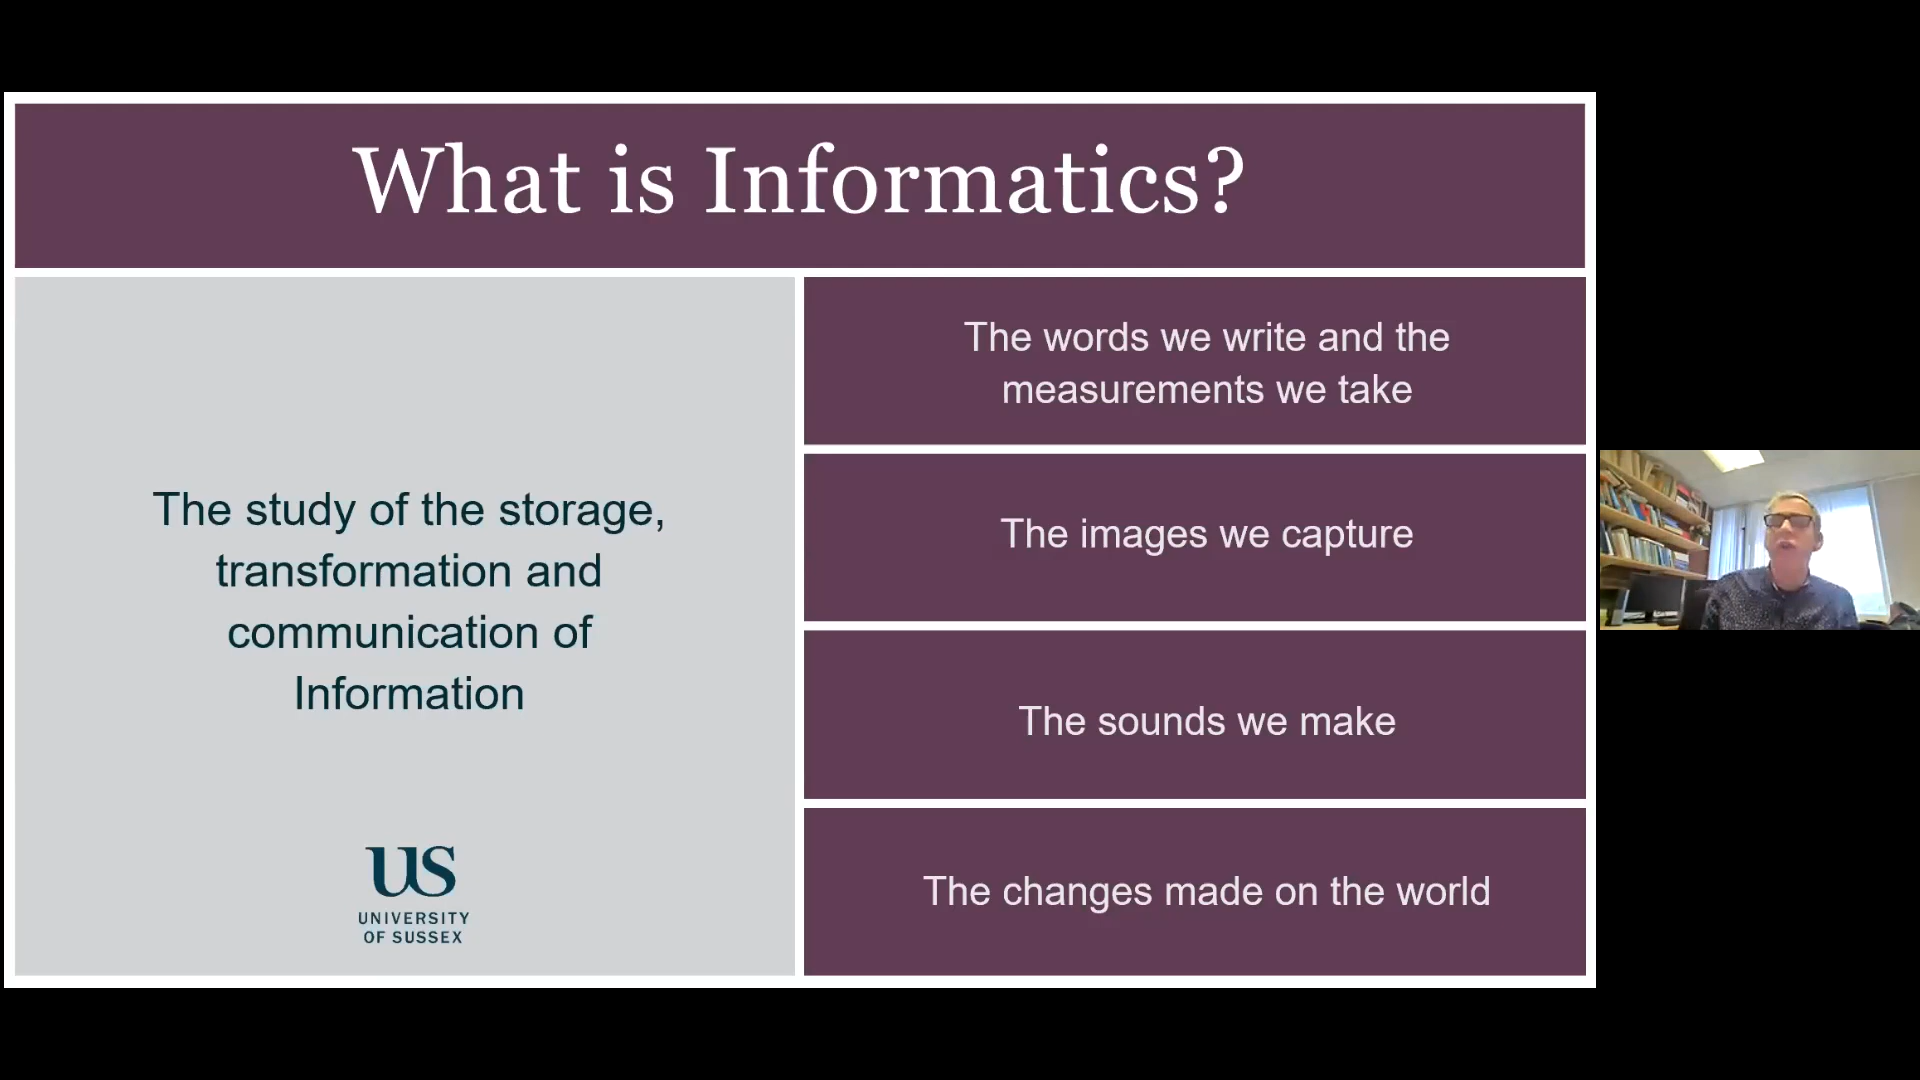 What is Informatics?
The study of the storage,
transformation and
communication of
Information
US
UNIVERSITY
OF SUSSEX
The words we write and the
measurements we take
The images we capture
The sounds we make
The changes made on the world